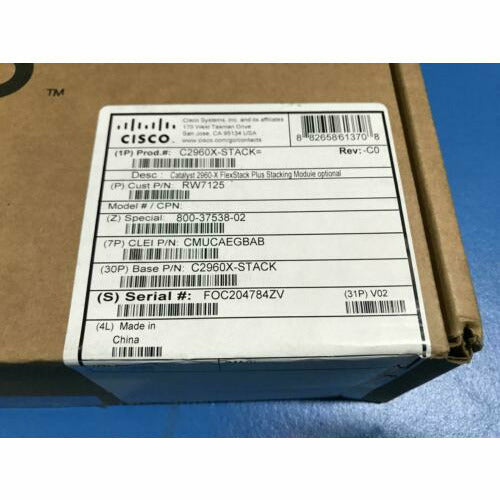 TM
CISCO
Cisco Systems, Inc. and its affiliates
170 West Tasman Drive
San Jose, CA 95134 USA
www.cisco.com/go/contacts
8 82658 61370 8
(1P) Prod.#: C2960X-STACK=
Rev: -C0
Desc : Catalyst 2960-X FlexStack Plus Stacking Module optional
(P) Cust P/N: RW7125
Model # / CPN:
(Z) Special: 800-37538-02
(7P) CLEI P/N: CMUCAEGBAB
(30P) Base P/N: C2960X-STACK
(S) Serial #: FOC204784ZV
(31P) V02
(4L) Made in
China